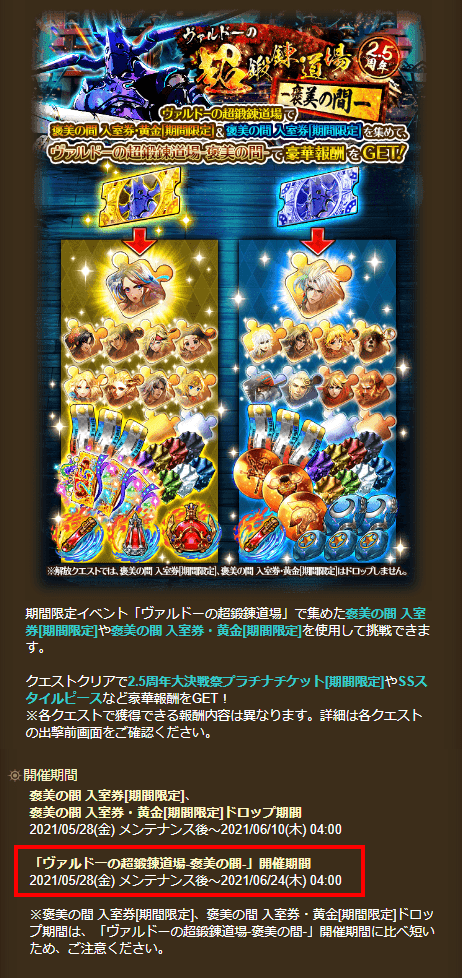 ヴァルドーの
超鍛錬道場
2.5周年
-褒美の間-
ヴァルドーの超鍛錬道場で
褒美の間 入室券・黄金[期間限定]&褒美の間 入室券[期間限定]を集めて、
ヴァルドーの超鍛錬道場-褒美の間-で豪華報酬をGET!
※解放クエストでは、褒美の間 入室券[期間限定]、褒美の間 入室券・黄金[期間限定]はドロップしません。
期間限定イベント「ヴァルドーの超鍛錬道場」で集めた褒美の間 入室
券[期間限定]や褒美の間 入室券・黄金[期間限定]を使用して挑戦できま
す。
クエストクリアで2.5周年大決戦祭プラチナチケット[期間限定]やSSス
タイルピースなど豪華報酬をGET!
※各クエストで獲得できる報酬内容は異なります。詳細は各クエスト
の出撃前画面をご確認ください。
開催期間
褒美の間 入室券[期間限定]、
褒美の間 入室券・黄金[期間限定]ドロップ期間
2021/05/28(金) メンテナンス後～2021/06/10(木) 04:00
「ヴァルドーの超鍛錬道場-褒美の間-」開催期間
2021/05/28(金) メンテナンス後～2021/06/24(木) 04:00
※褒美の間 入室券[期間限定]、褒美の間 入室券・黄金[期間限定]ドロッ
プ期間は、「ヴァルドーの超鍛錬道場-褒美の間-」開催期間に比べ短い
ため、ご注意ください。